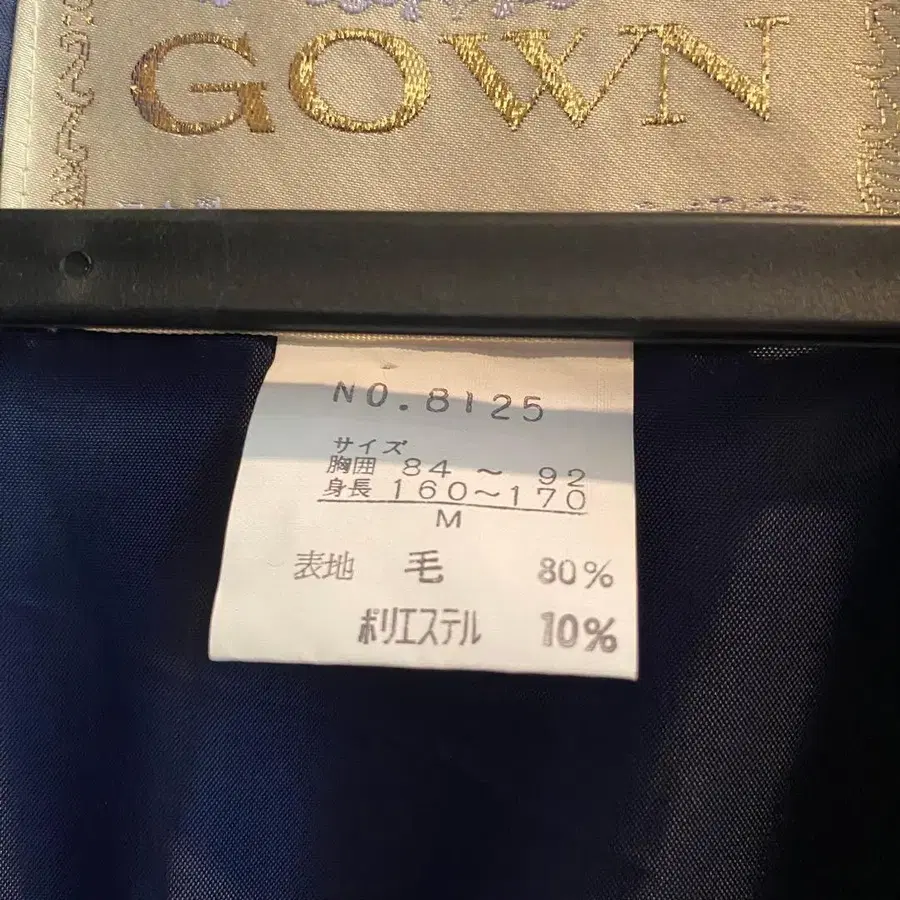 GOWN
NO.8125
サイズ
胸囲 84 ～ 92
身長 160～170
M
表地 毛 80%
ポリエステル 10%